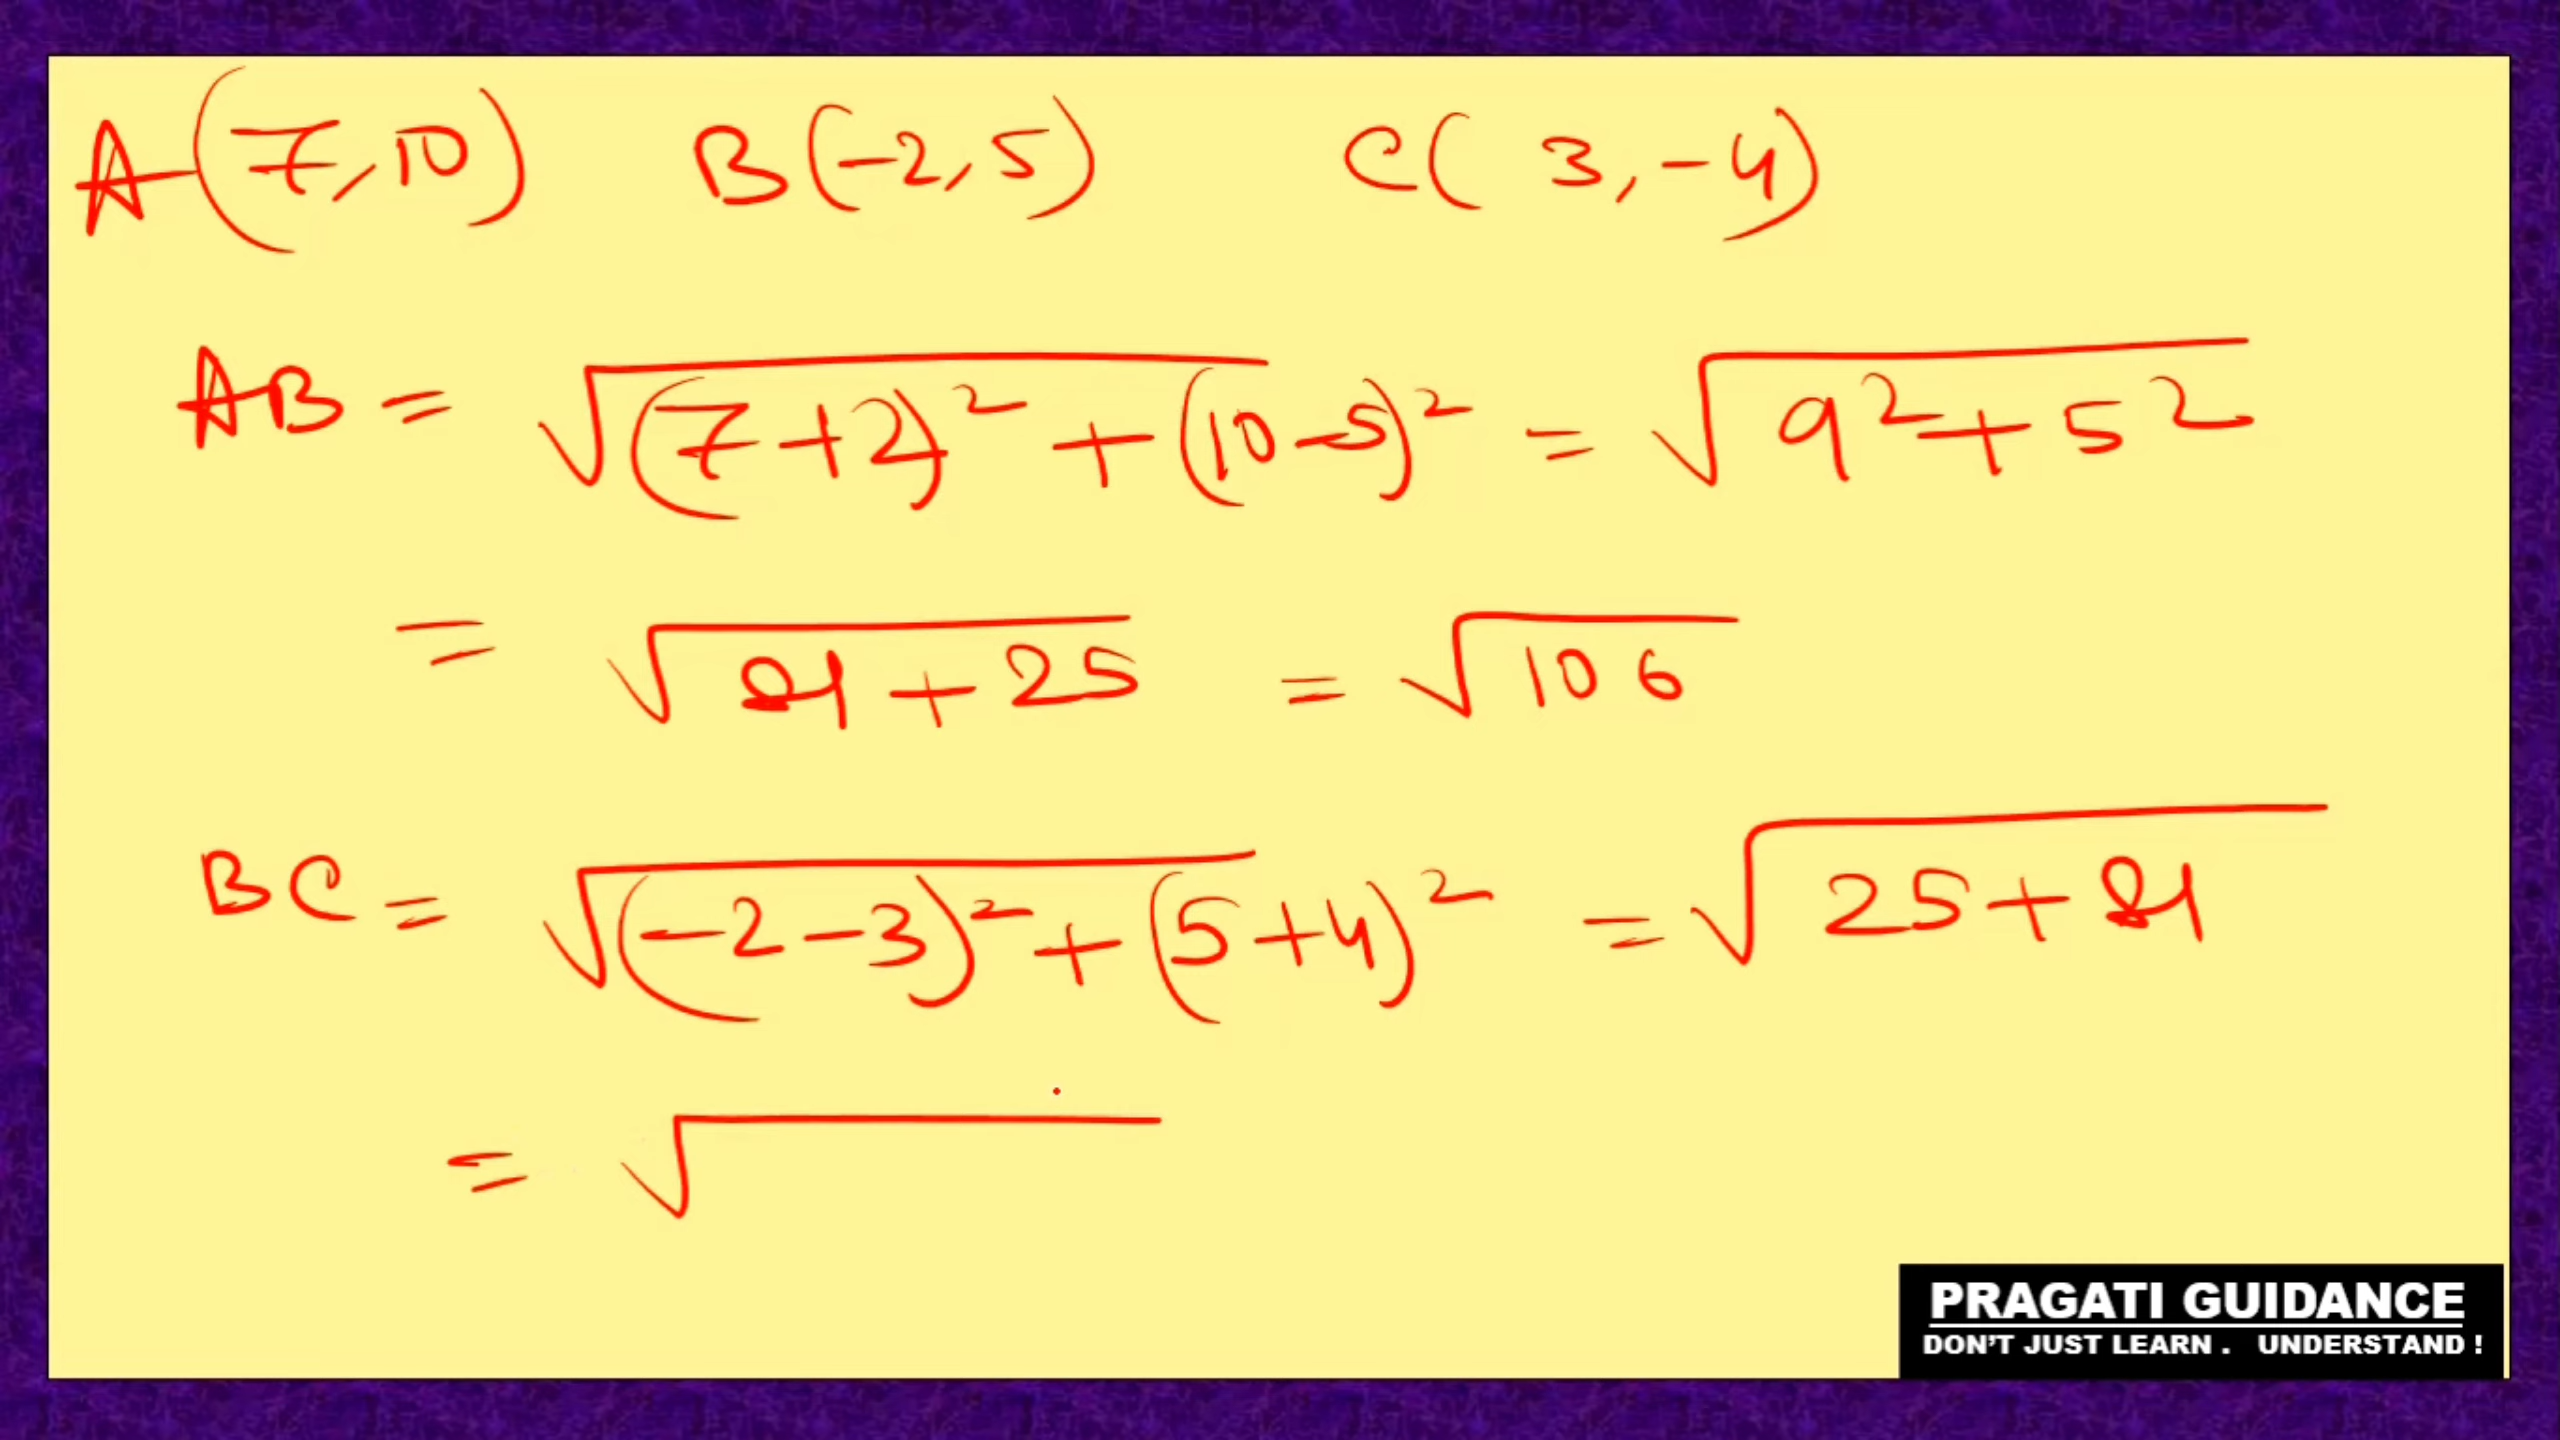 A(7,10) B(-2,5) C(3,-4)
AB = √(7+2)² + (10-5)² = √9²+5²
= √81+25 = √106
BC = √(-2-3)² + (5+4)² = √25+81
= √
PRAGATI GUIDANCE
DON'T JUST LEARN . UNDERSTAND !